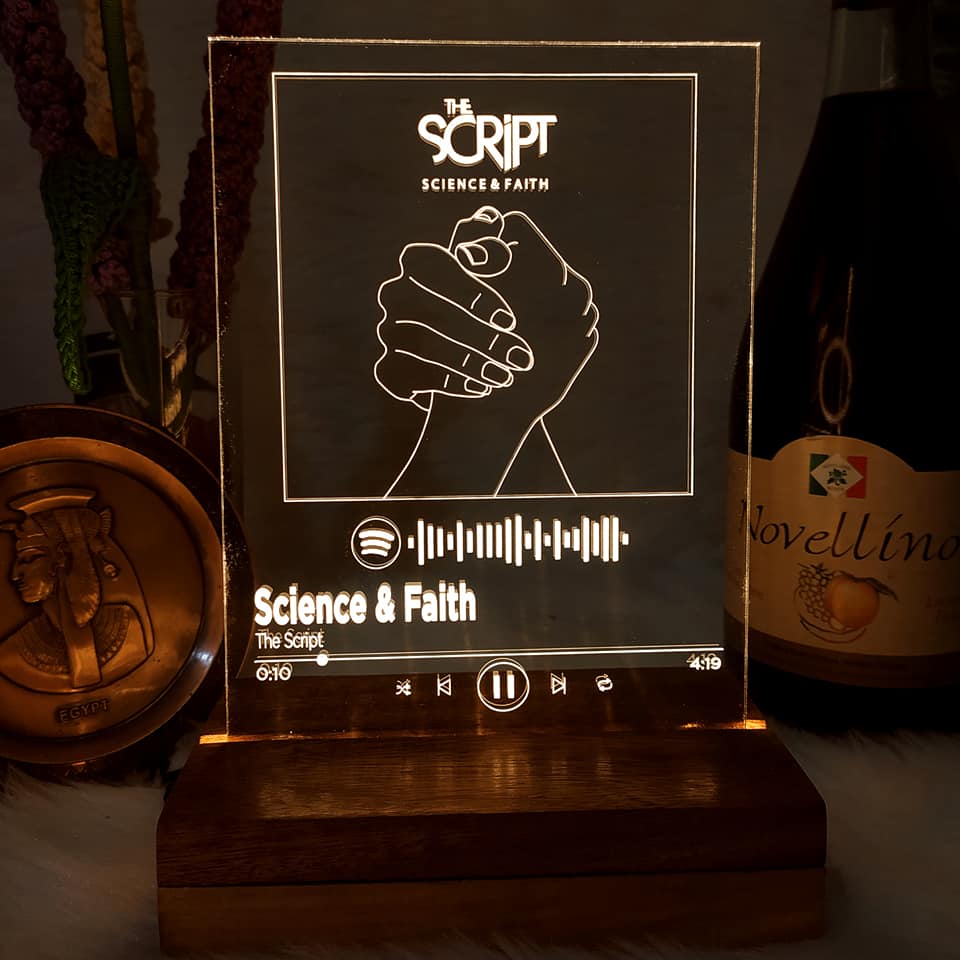 THE
SCRIPT
SCIENCE & FAITH
Science & Faith
The Script
0:10
4:19
EGYPT
Novellino